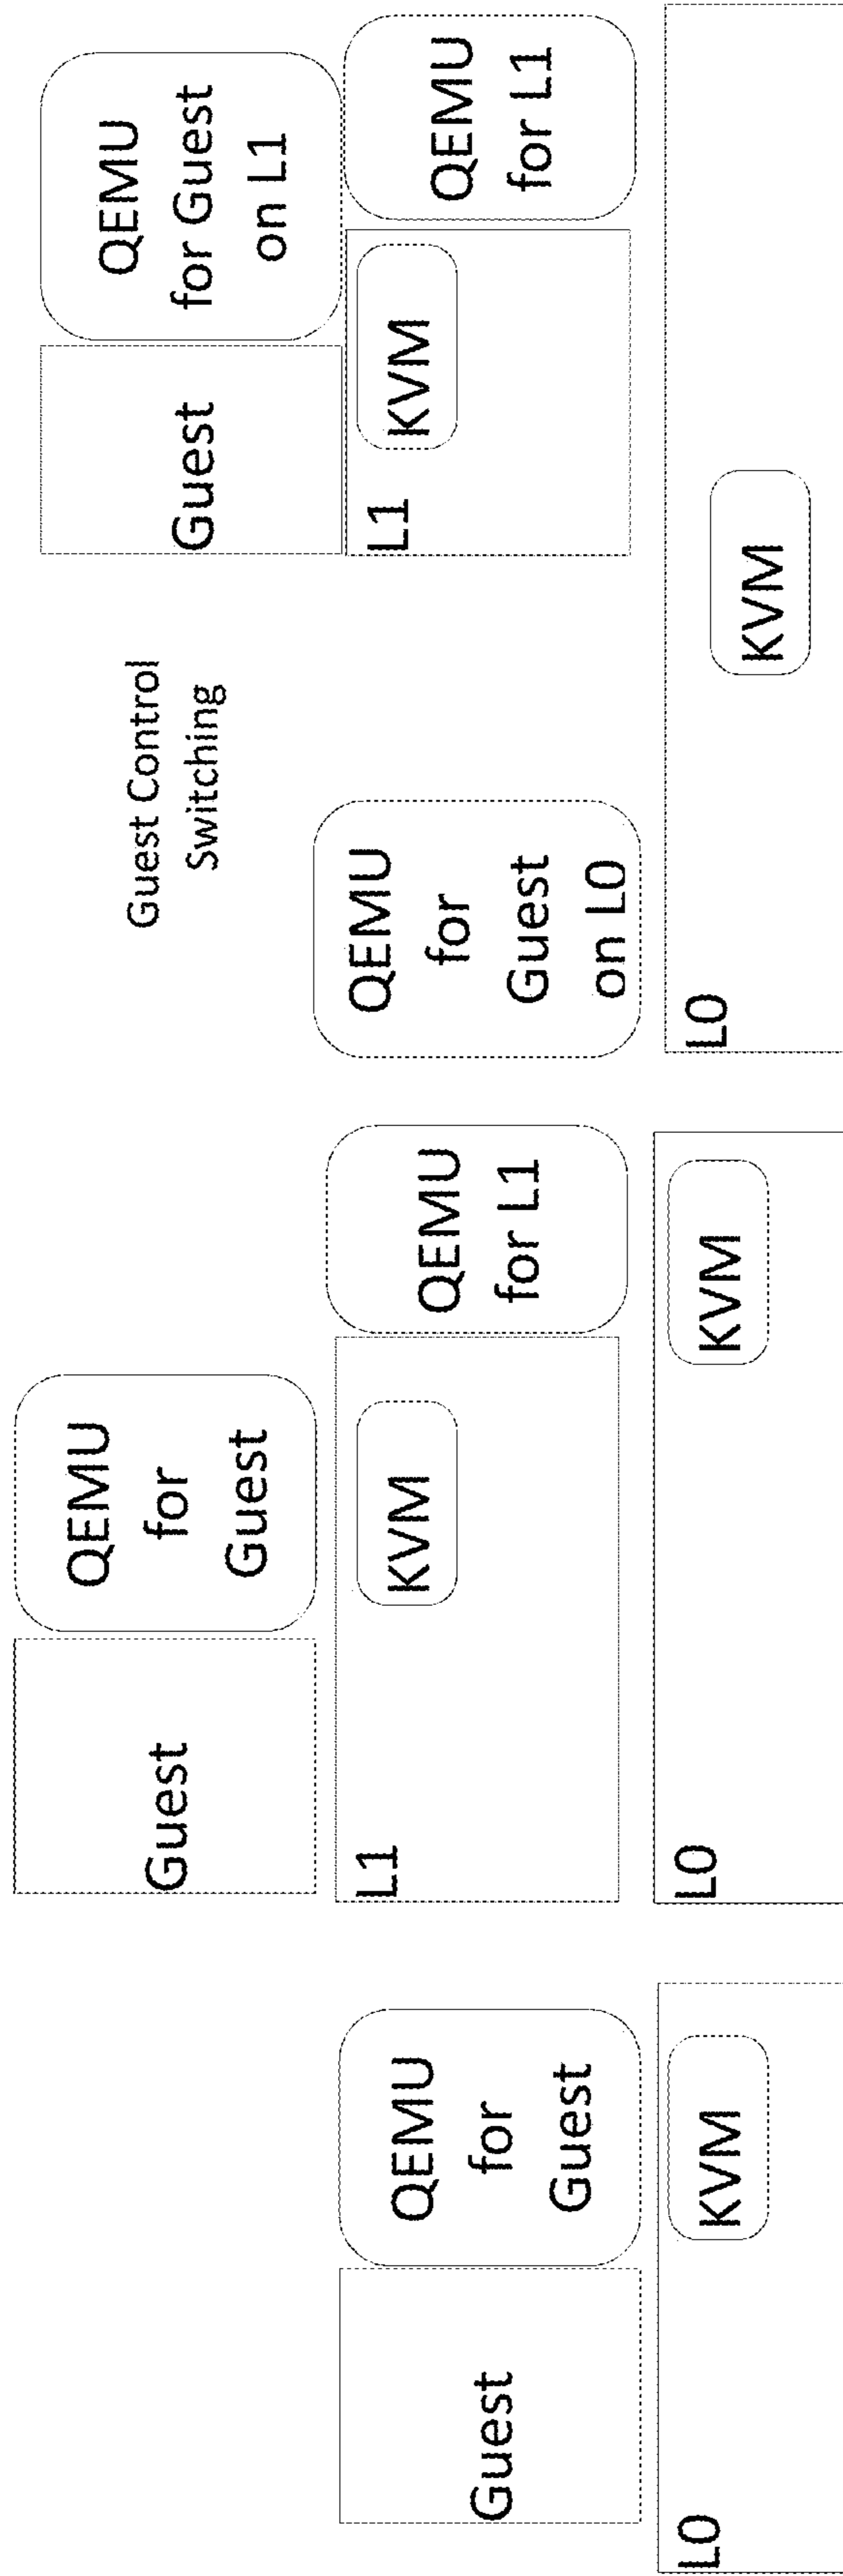 Guest
QEMU
for
Guest
L0
KVM
Guest
QEMU
for
Guest
L1
KVM
QEMU
for L1
L0
KVM
Guest Control
Switching
Guest
QEMU
for Guest
on L1
QEMU
for
Guest
on L0
L1
KVM
QEMU
for L1
L0
KVM